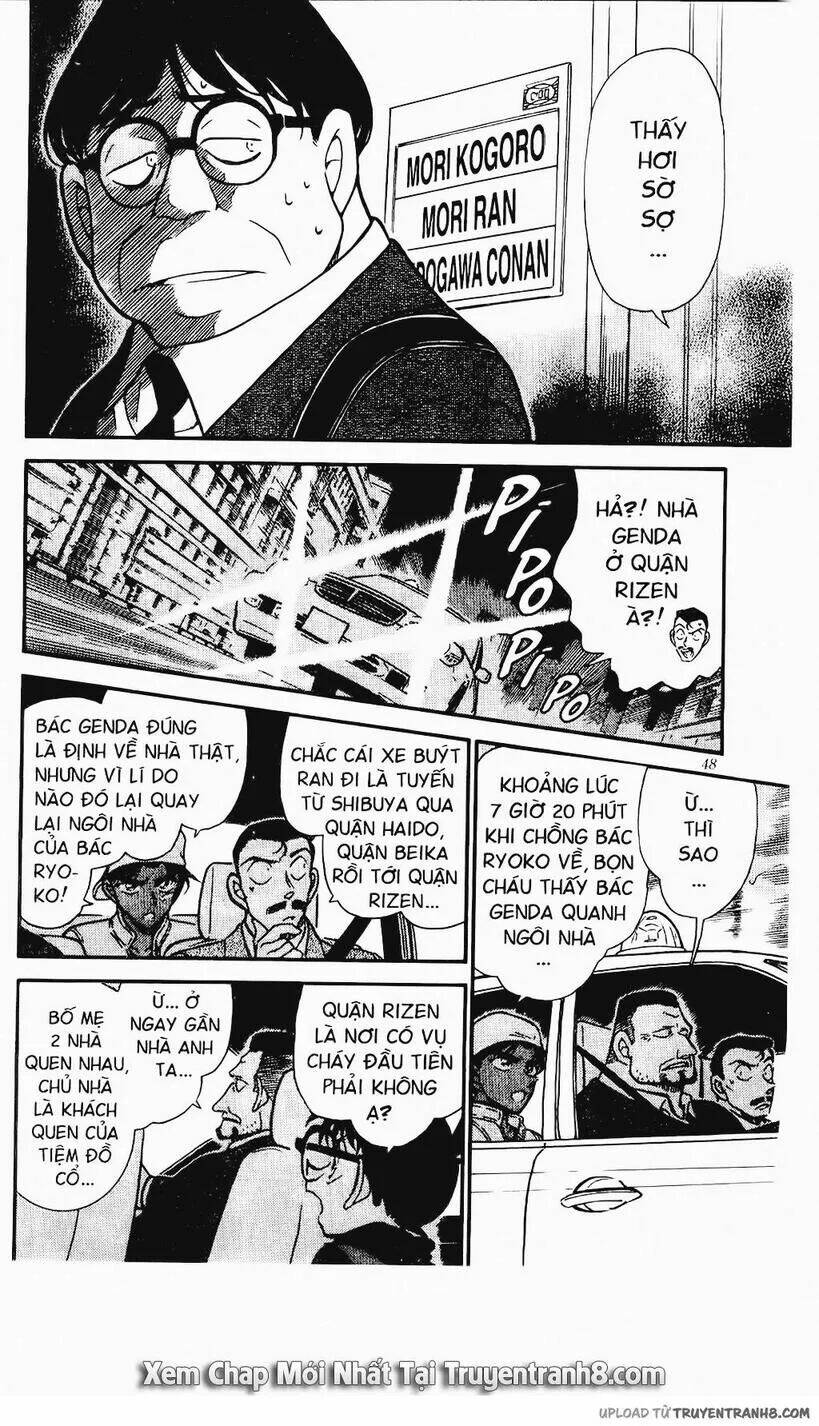 THẤY
HƠI
SỜ
SỢ
...
MORI KOGORO
MORI RAN
OGAWA CONAN
HẢ?! NHÀ
GENDA
Ở QUẬN
RIZEN
À?!
PÍ
PO
PÍ
PO
48
BÁC GENDA ĐÚNG
LÀ ĐỊNH VỀ NHÀ THẬT,
NHƯNG VÌ LÍ DO
NÀO ĐÓ LẠI QUAY
LẠI NGÔI NHÀ
CỦA BÁC
RYO-
KO!
CHẮC CÁI XE BUÝT
RAN ĐI LÀ TUYẾN
TỪ SHIBUYA QUA
QUẬN HAIDO,
QUẬN BEIKA
RỒI TỚI QUẬN
RIZEN...
KHOẢNG LÚC
7 GIỜ 20 PHÚT
KHI CHỒNG BÁC
RYOKO VỀ, BỌN
CHÁU THẤY BÁC
GENDA QUANH
NGÔI NHÀ
...
Ừ...
THÌ
SAO
...
BỐ MẸ
2 NHÀ
QUEN NHAU,
CHỦ NHÀ
LÀ KHÁCH
QUEN CỦA
TIỆM ĐỒ
CỔ...
Ừ... Ở
NGAY GẦN
NHÀ ANH
TA...
QUẬN RIZEN
LÀ NƠI CÓ VỤ
CHÁY ĐẦU TIÊN
PHẢI KHÔNG
Ạ?
Xem Chap Mới Nhất Tại Truyentranh8.com
UPLOAD TỪ TRUYENTRANH8.COM